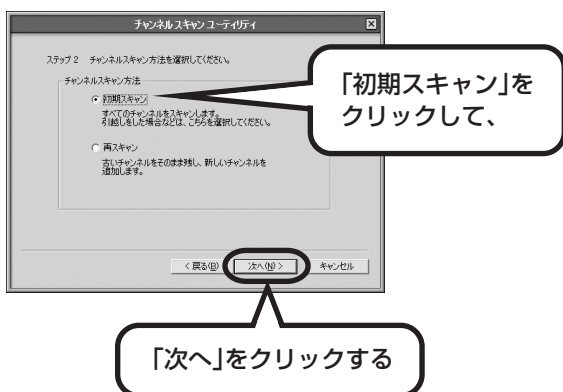 チャンネル スキャン ユーティリティ
ステップ 2 チャンネルスキャン方法を選択してください。
チャンネルスキャン方法
初期スキャン
すべてのチャンネルをスキャンします。
引越しをした場合などは、こちらを選択してください。
再スキャン
古いチャンネルをそのまま残し、新しいチャンネルを
追加します。
「初期スキャン」を
クリックして、
< 戻る(B) 次へ(N) > キャンセル
「次へ」をクリックする